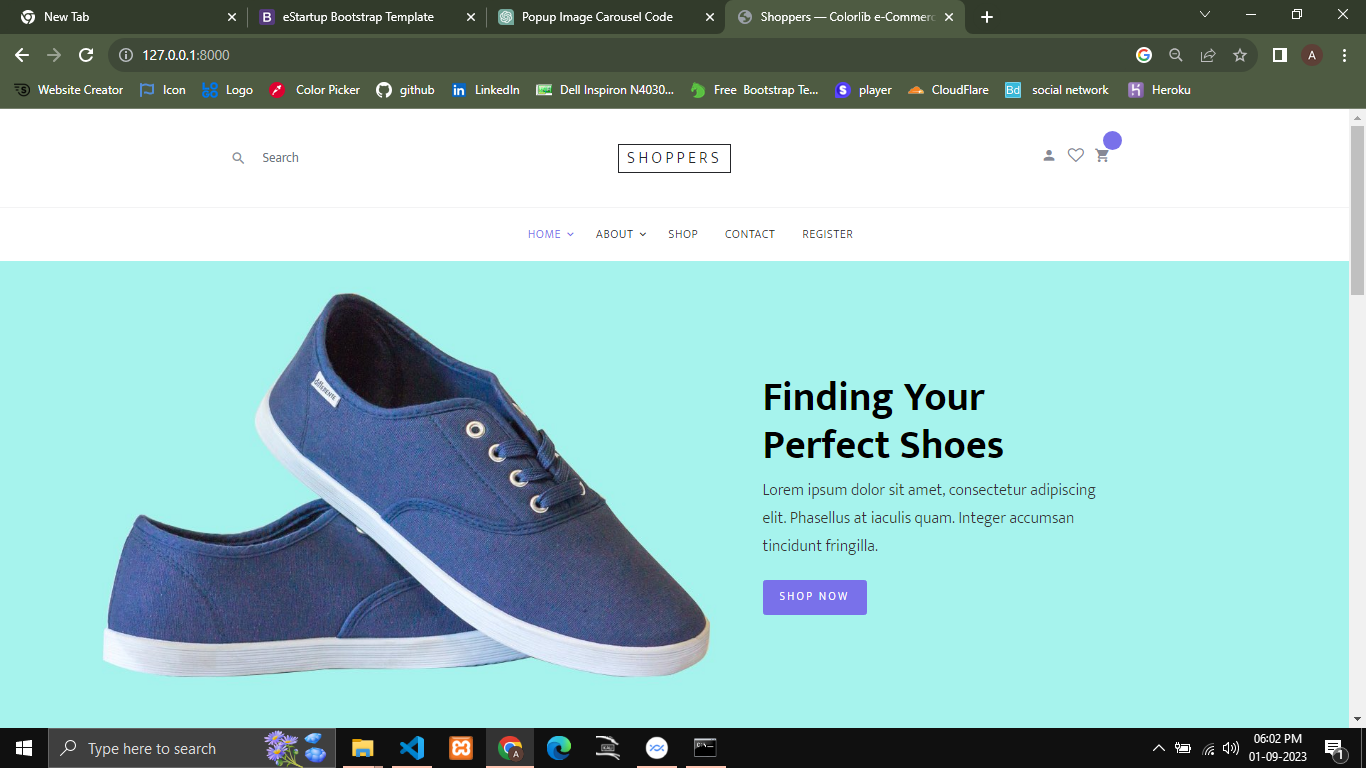 New Tab
eStartup Bootstrap Template
Popup Image Carousel Code
Shoppers — Colorlib e-Commerc
127.0.0.1:8000
A
Website Creator
Icon
Logo
Color Picker
github
LinkedIn
Dell Inspiron N4030...
Free Bootstrap Te...
player
CloudFlare
Bd social network
Heroku
Search
SHOPPERS
HOME
ABOUT
SHOP
CONTACT
REGISTER
differente
Finding Your
Perfect Shoes
Lorem ipsum dolor sit amet, consectetur adipiscing
elit. Phasellus at iaculis quam. Integer accumsan
tincidunt fringilla.
SHOP NOW
Type here to search
A
06:02 PM
01-09-2023
1